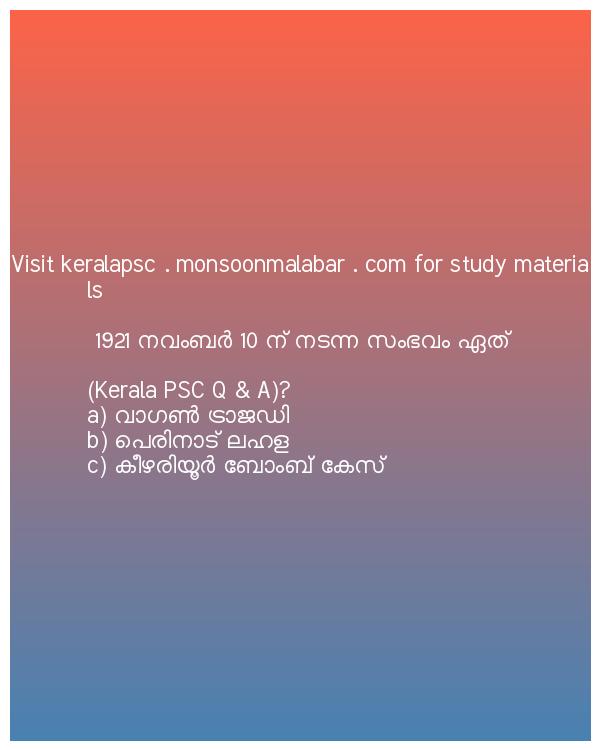 Visit keralapsc . monsoonmalabar . com for study materia
ls
1921 നവംബർ 10 ന് നടന്ന സംഭവം ഏത്
(Kerala PSC Q & A)?
a) വാഗൺ ട്രാജഡി
b) പെരിനാട് ലഹള
c) കീഴരിയൂർ ബോംബ് കേസ്